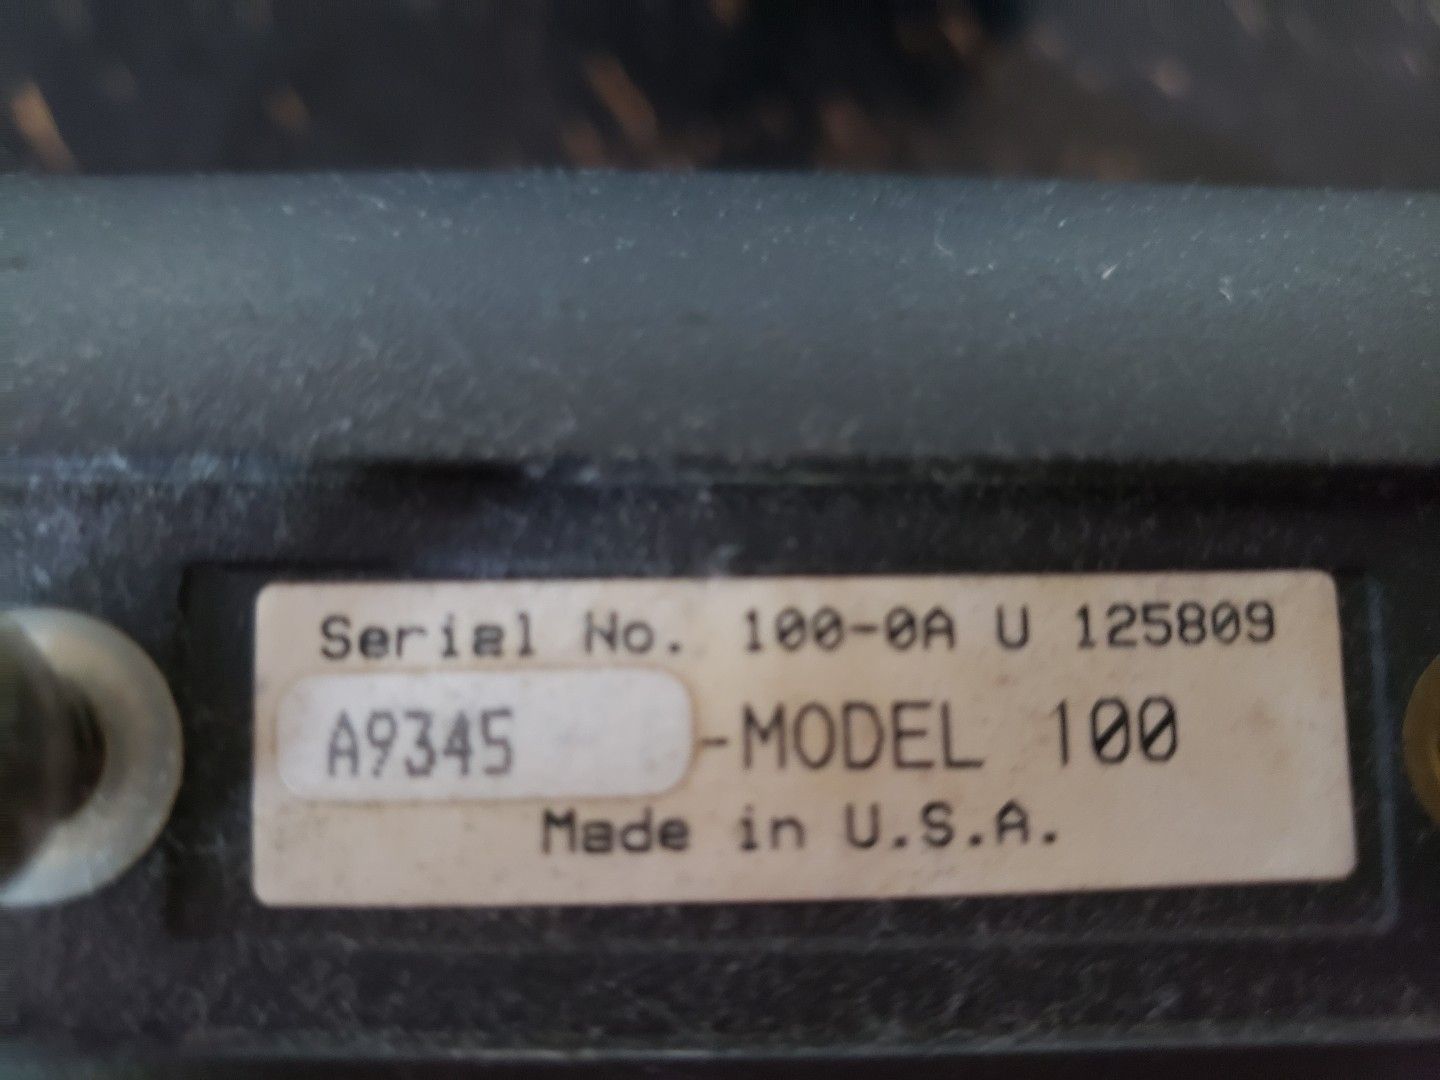 Serial No. 100-0A U 125809
A9345 -MODEL 100
Made in U.S.A.